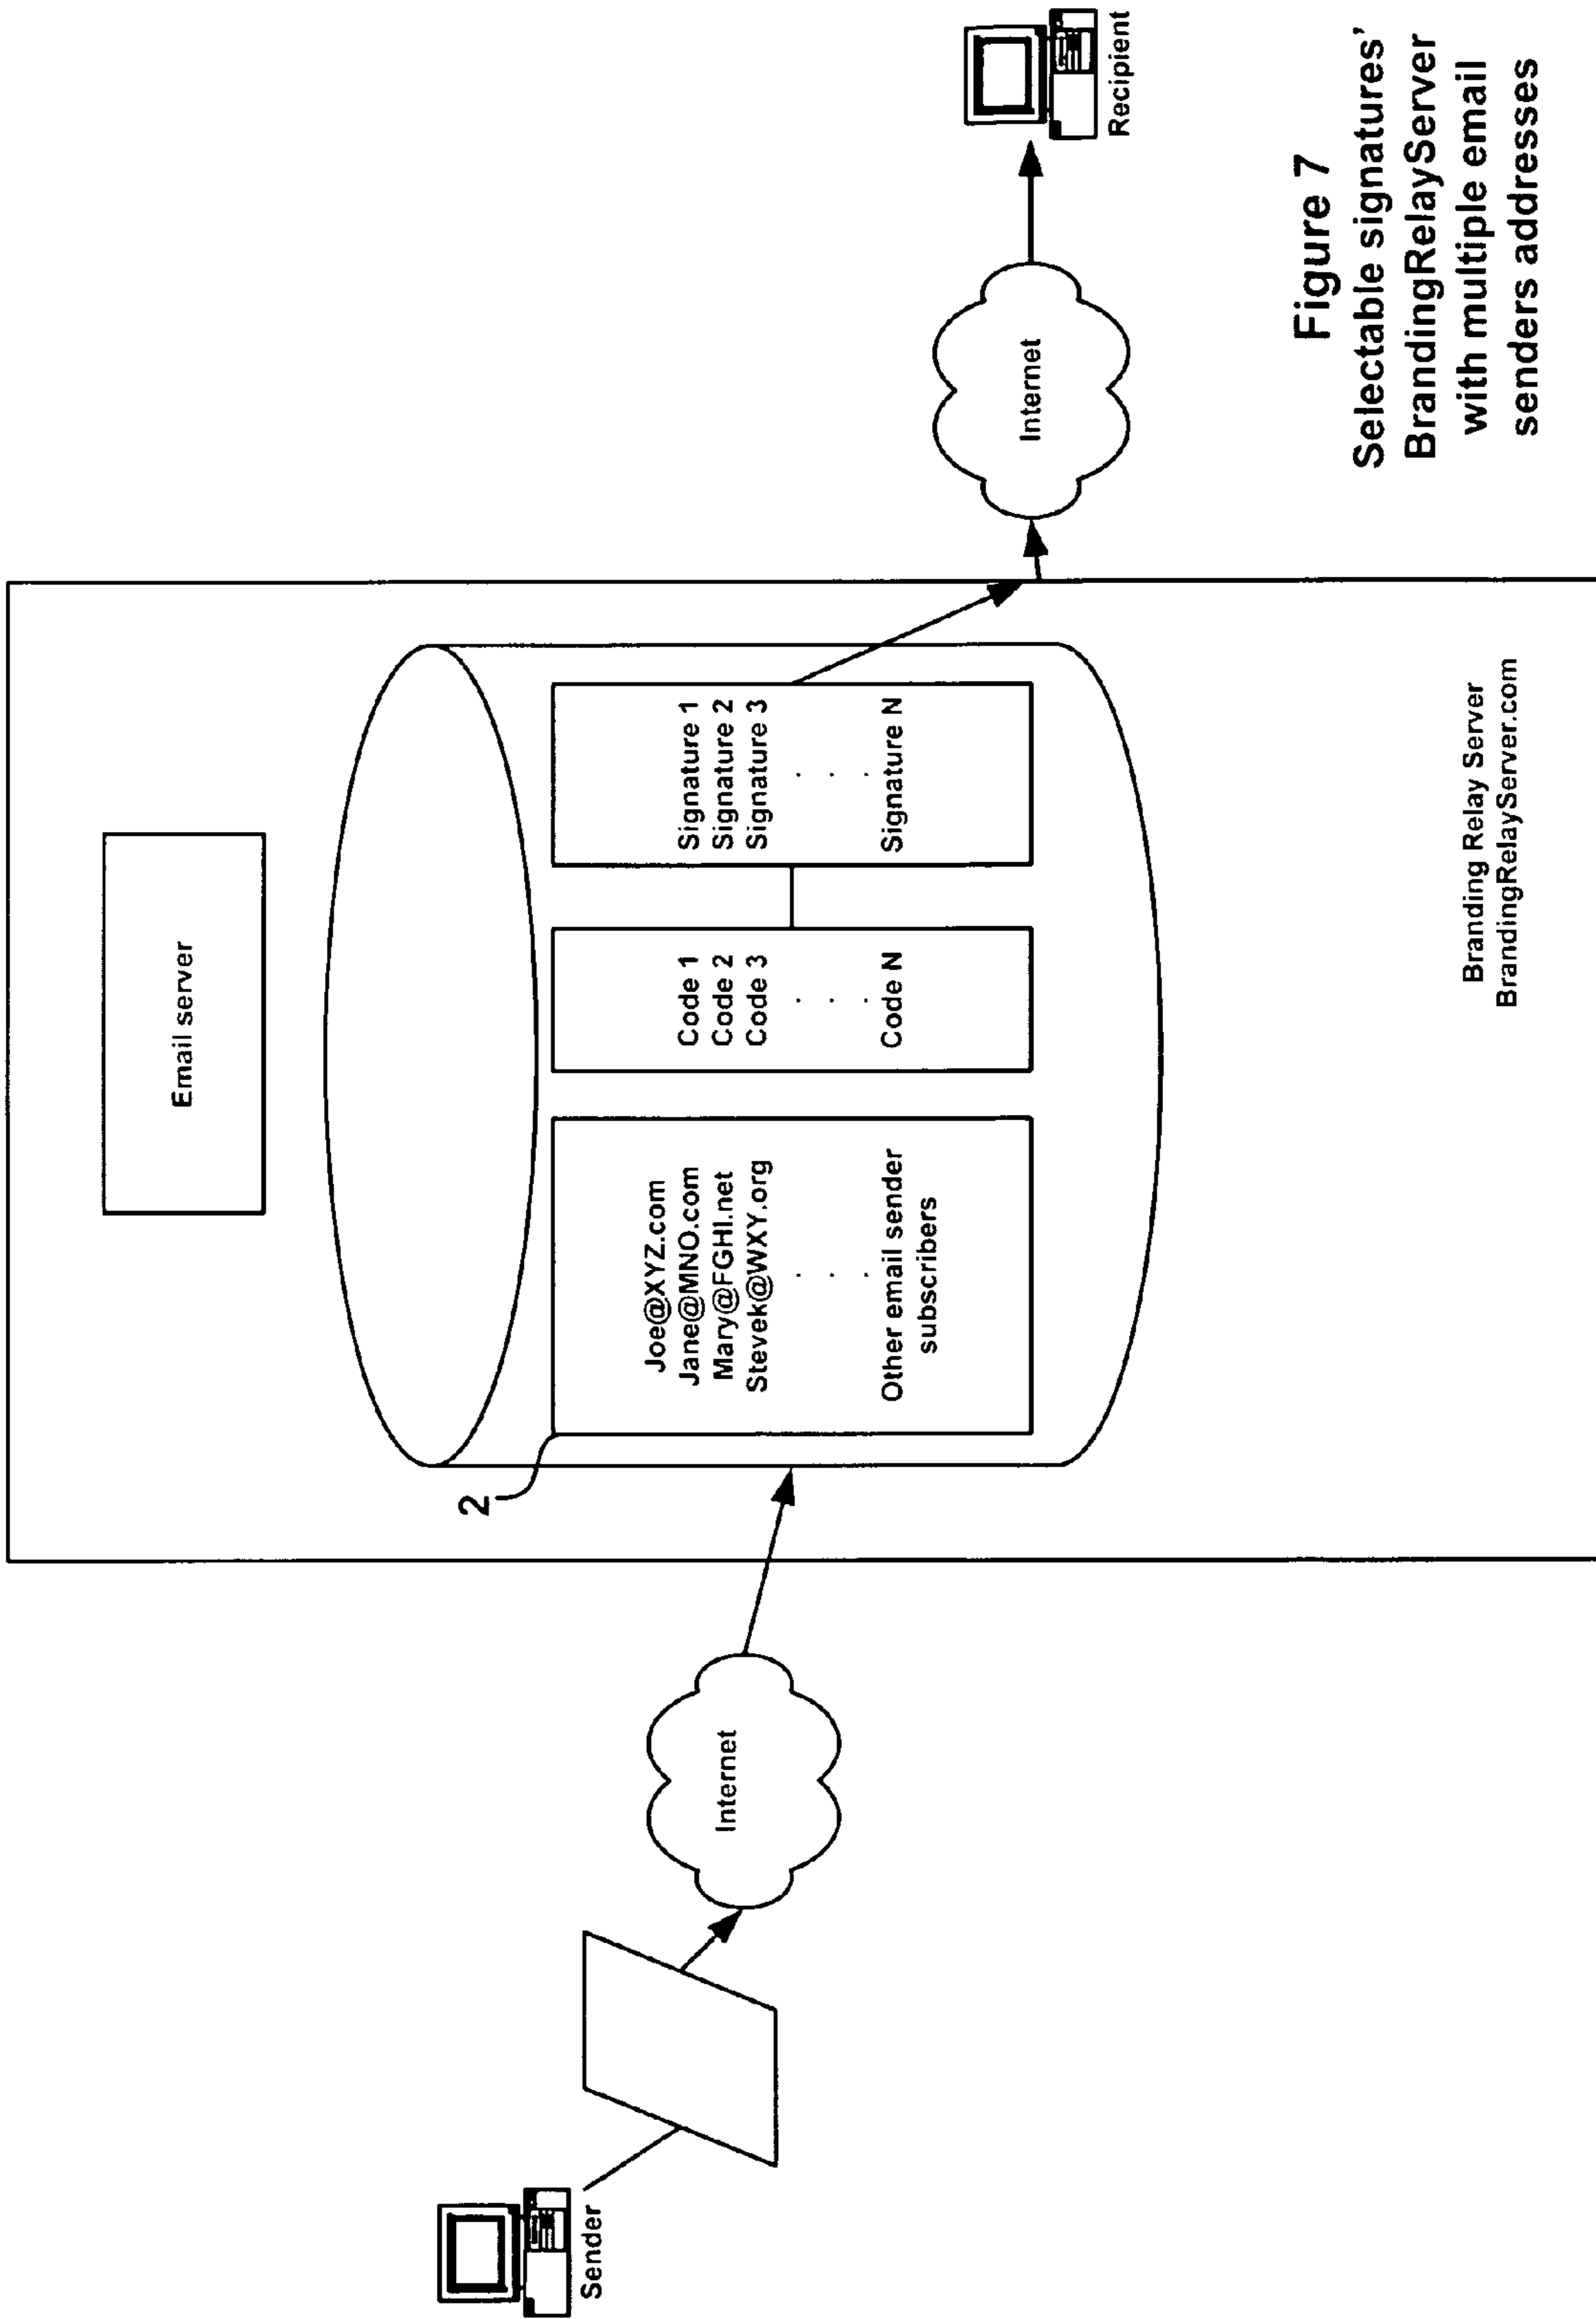 Email server
Sender
Internet
2
Joe@XYZ.com
Jane@MNO.com
Mary@FGHI.net
Stevek@WXY.org
.
.
.
Other email sender
subscribers
Code 1
Code 2
Code 3
.
.
.
Code N
Signature 1
Signature 2
Signature 3
.
.
.
Signature N
Internet
Recipient
Branding Relay Server
BrandingRelayServer.com
Figure 7
Selectable signatures'
BrandingRelayServer
with multiple email
senders addresses